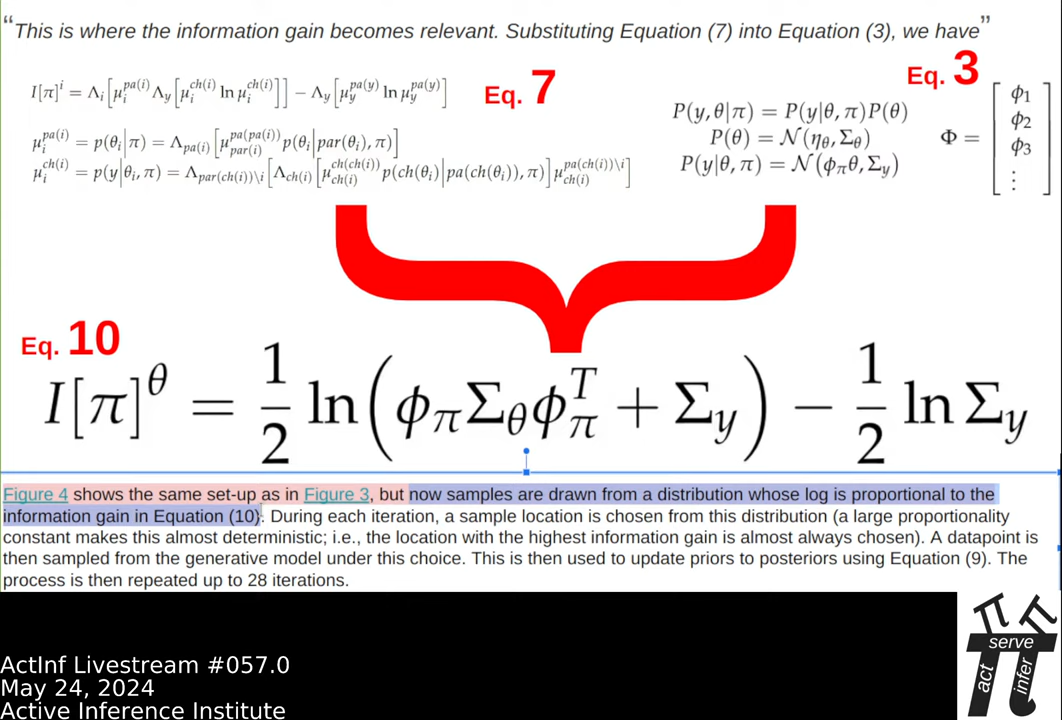 “This is where the information gain becomes relevant. Substituting Equation (7) into Equation (3), we have”
I[π]^i = Λ_i[μ_i^{pa(i)} Λ_y[μ_i^{ch(i)} ln μ_i^{ch(i)}]] − Λ_y[μ_y^{pa(y)} ln μ_y^{pa(y)}]
Eq. 7
μ_i^{pa(i)} = p(θ_i|π) = Λ_{pa(i)}[μ_{par(i)}^{pa(pa(i))} p(θ_i|par(θ_i), π)]
μ_i^{ch(i)} = p(y|θ_i, π) = Λ_{par(ch(i))\i}[Λ_{ch(i)}[μ_{ch(i)}^{ch(ch(i))} p(ch(θ_i)|pa(ch(θ_i)), π)] μ_{ch(i)}^{pa(ch(i))\i}]
Eq. 3
P(y, θ|π) = P(y|θ, π)P(θ)
P(θ) = N(η_θ, Σ_θ)
P(y|θ, π) = N(ϕ_π θ, Σ_y)
Φ = [ϕ_1 ϕ_2 ϕ_3 ⋮]
Eq. 10
I[π]^θ = 1/2 ln(ϕ_π Σ_θ ϕ_π^T + Σ_y) − 1/2 ln Σ_y
Figure 4 shows the same set-up as in Figure 3, but now samples are drawn from a distribution whose log is proportional to the
information gain in Equation (10). During each iteration, a sample location is chosen from this distribution (a large proportionality
constant makes this almost deterministic; i.e., the location with the highest information gain is almost always chosen). A datapoint is
then sampled from the generative model under this choice. This is then used to update priors to posteriors using Equation (9). The
process is then repeated up to 28 iterations.
ActInf Livestream #057.0
May 24, 2024
Active Inference Institute
π π
serve
π
act
infer